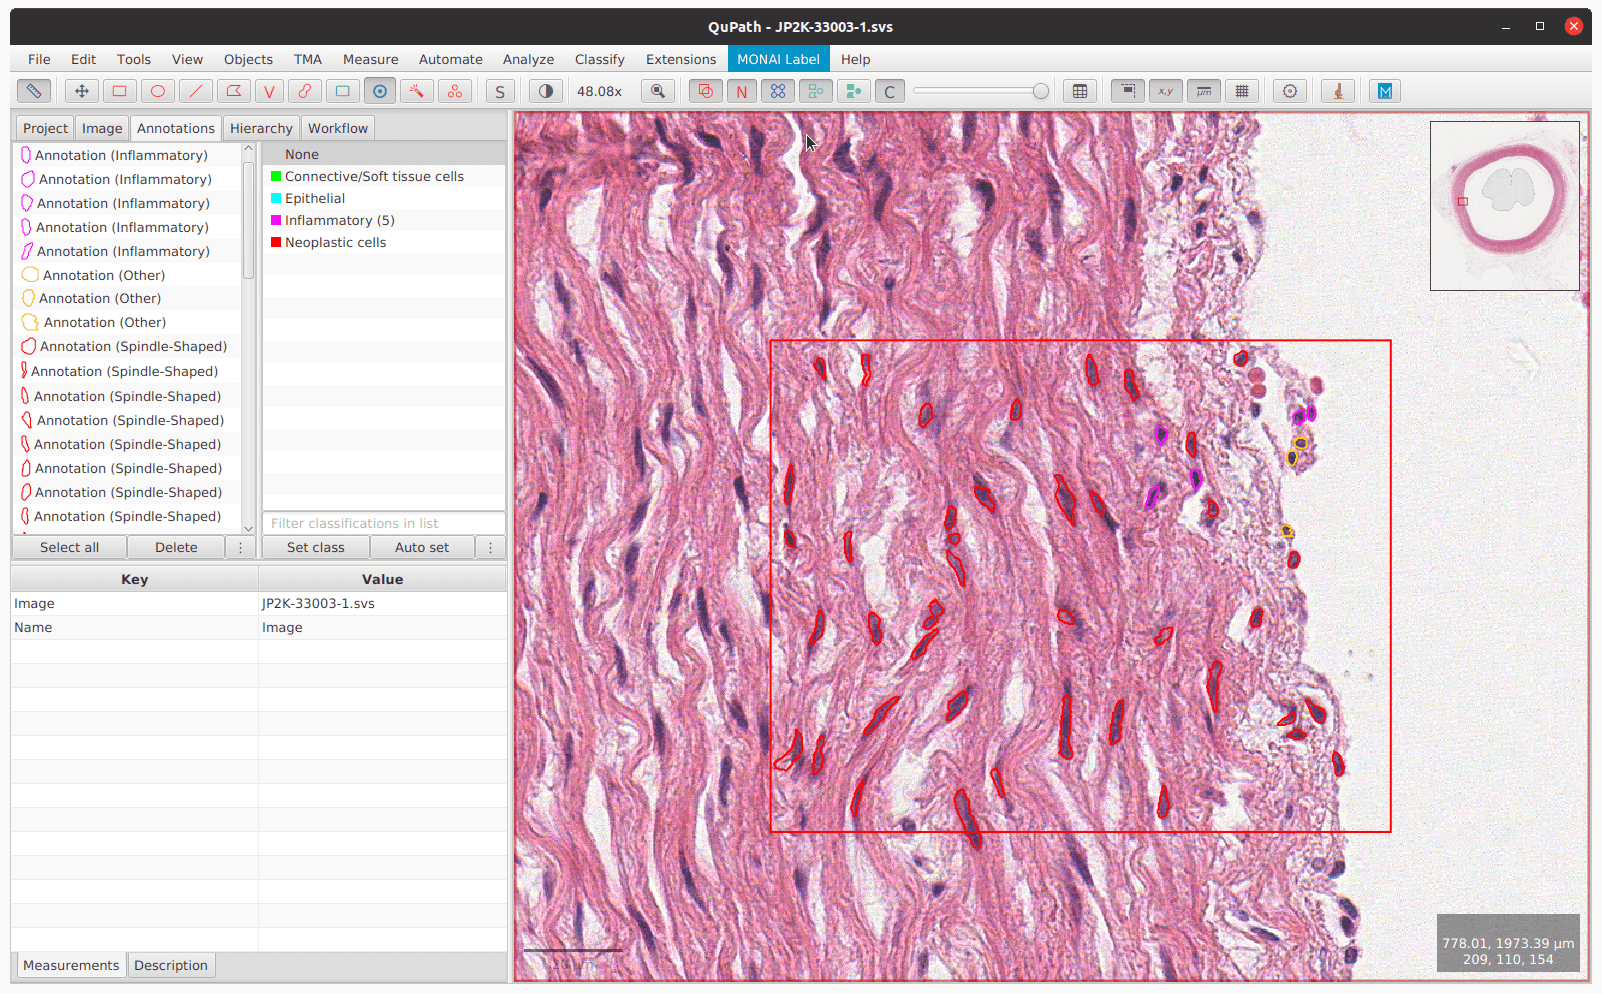 QuPath - JP2K-33003-1.svs
File Edit Tools View Objects TMA Measure Automate Analyze Classify Extensions MONAI Label Help
V S 48.08x N C x,y µm M
Project Image Annotations Hierarchy Workflow
Annotation (Inflammatory)
Annotation (Inflammatory)
Annotation (Inflammatory)
Annotation (Inflammatory)
Annotation (Inflammatory)
Annotation (Other)
Annotation (Other)
Annotation (Other)
Annotation (Spindle-Shaped)
Annotation (Spindle-Shaped)
Annotation (Spindle-Shaped)
Annotation (Spindle-Shaped)
Annotation (Spindle-Shaped)
Annotation (Spindle-Shaped)
Annotation (Spindle-Shaped)
Annotation (Spindle-Shaped)
None
Connective/Soft tissue cells
Epithelial
Inflammatory (5)
Neoplastic cells
Filter classifications in list
Select all Delete Set class Auto set
Key Value
Image JP2K-33003-1.svs
Name Image
Measurements Description
778.01, 1973.39 µm
209, 110, 154